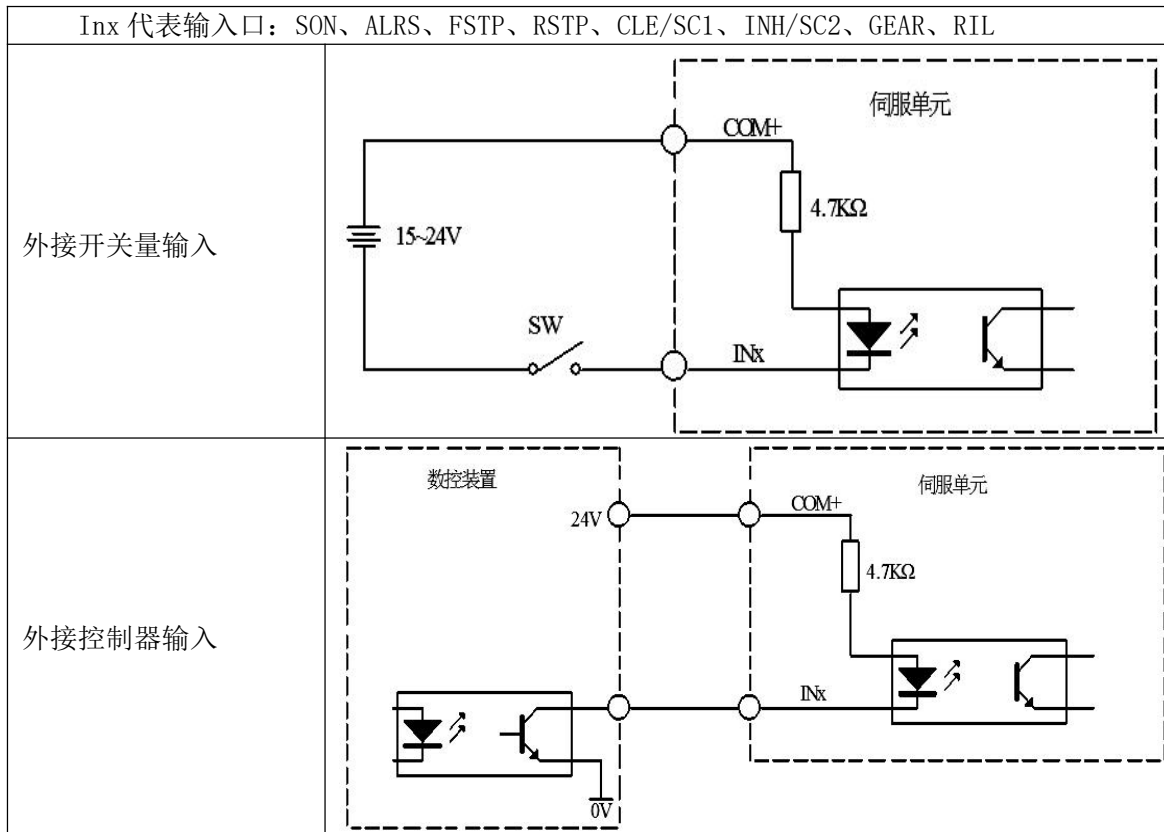 Inx 代表输入口：SON、ALRS、FSTP、RSTP、CLE/SC1、INH/SC2、GEAR、RIL
外接开关量输入
伺服单元
COM+
4.7KΩ
15~24V
SW
INx
外接控制器输入
数控装置
伺服单元
24V
COM+
4.7KΩ
INx
0V